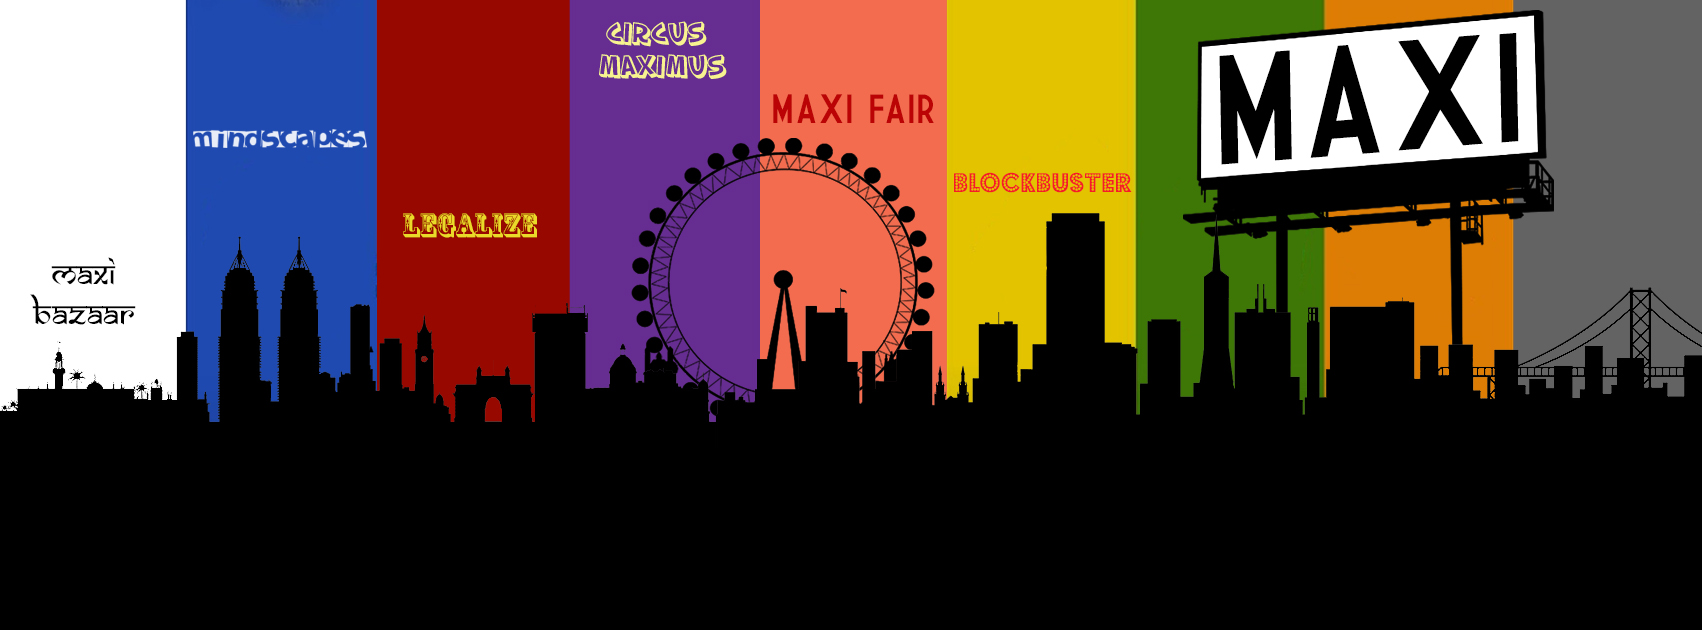 maxi
bazaar
mindscapes
LEGALIZE
CIRCUS
MAXIMUS
MAXI FAIR
BLOCKBUSTER
MAXI